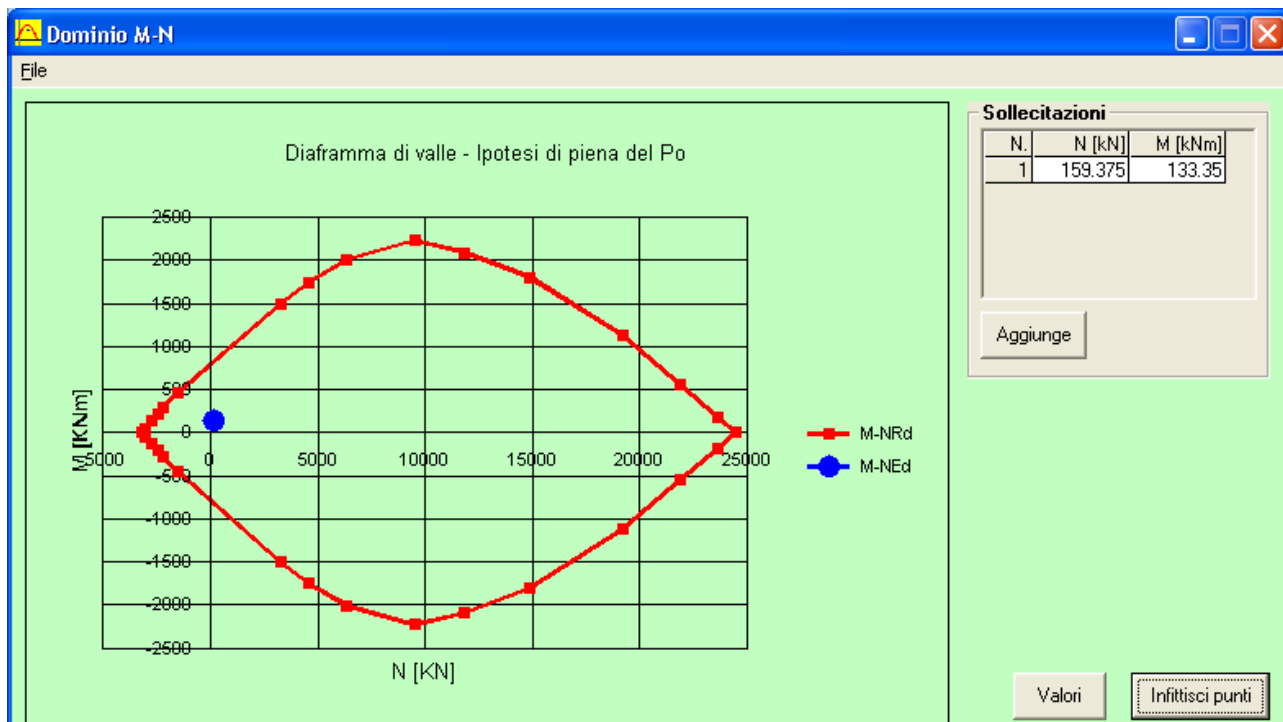 Dominio M-N
File
Diaframma di valle - Ipotesi di piena del Po
2500
2000
1500
1000
500
0
-500
-1000
-1500
-2000
-2500
M [KNm]
-5000 0 5000 10000 15000 20000 25000
N [KN]
M-NRd
M-NEd
Sollecitazioni
N. N [kN] M [kNm]
1 159.375 133.35
Aggiunge
Valori Infittisci punti